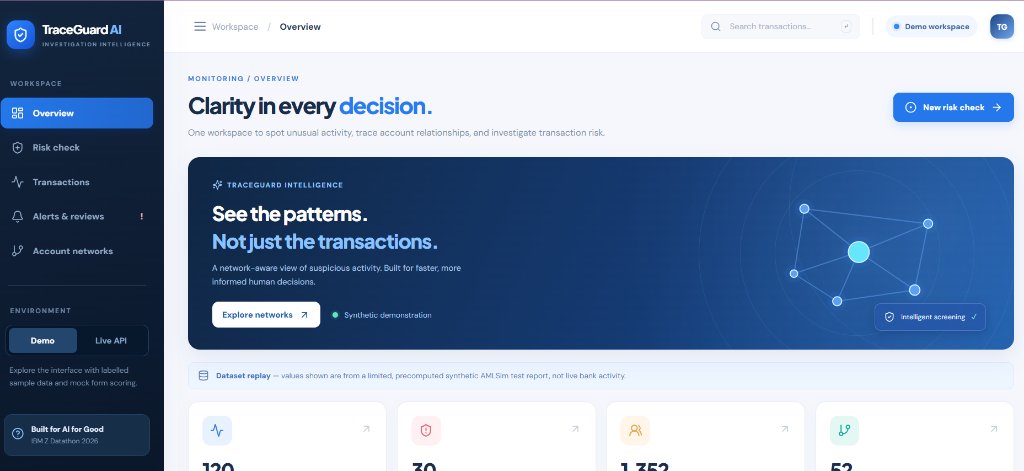 TraceGuard AI
INVESTIGATION INTELLIGENCE
WORKSPACE
Overview
Risk check
Transactions
Alerts & reviews !
Account networks
ENVIRONMENT
Demo Live API
Explore the interface with labelled
sample data and mock form scoring.
Built for AI for Good
IBM Z Datathon 2026
Workspace / Overview
Search transactions...
Demo workspace
TG
MONITORING / OVERVIEW
Clarity in every decision.
One workspace to spot unusual activity, trace account relationships, and investigate transaction risk.
New risk check
TRACEGUARD INTELLIGENCE
See the patterns.
Not just the transactions.
A network-aware view of suspicious activity. Built for faster, more
informed human decisions.
Explore networks
Synthetic demonstration
Intelligent screening ✓
Dataset replay — values shown are from a limited, precomputed synthetic AMLSim test report, not live bank activity.
120
30
1,352
52